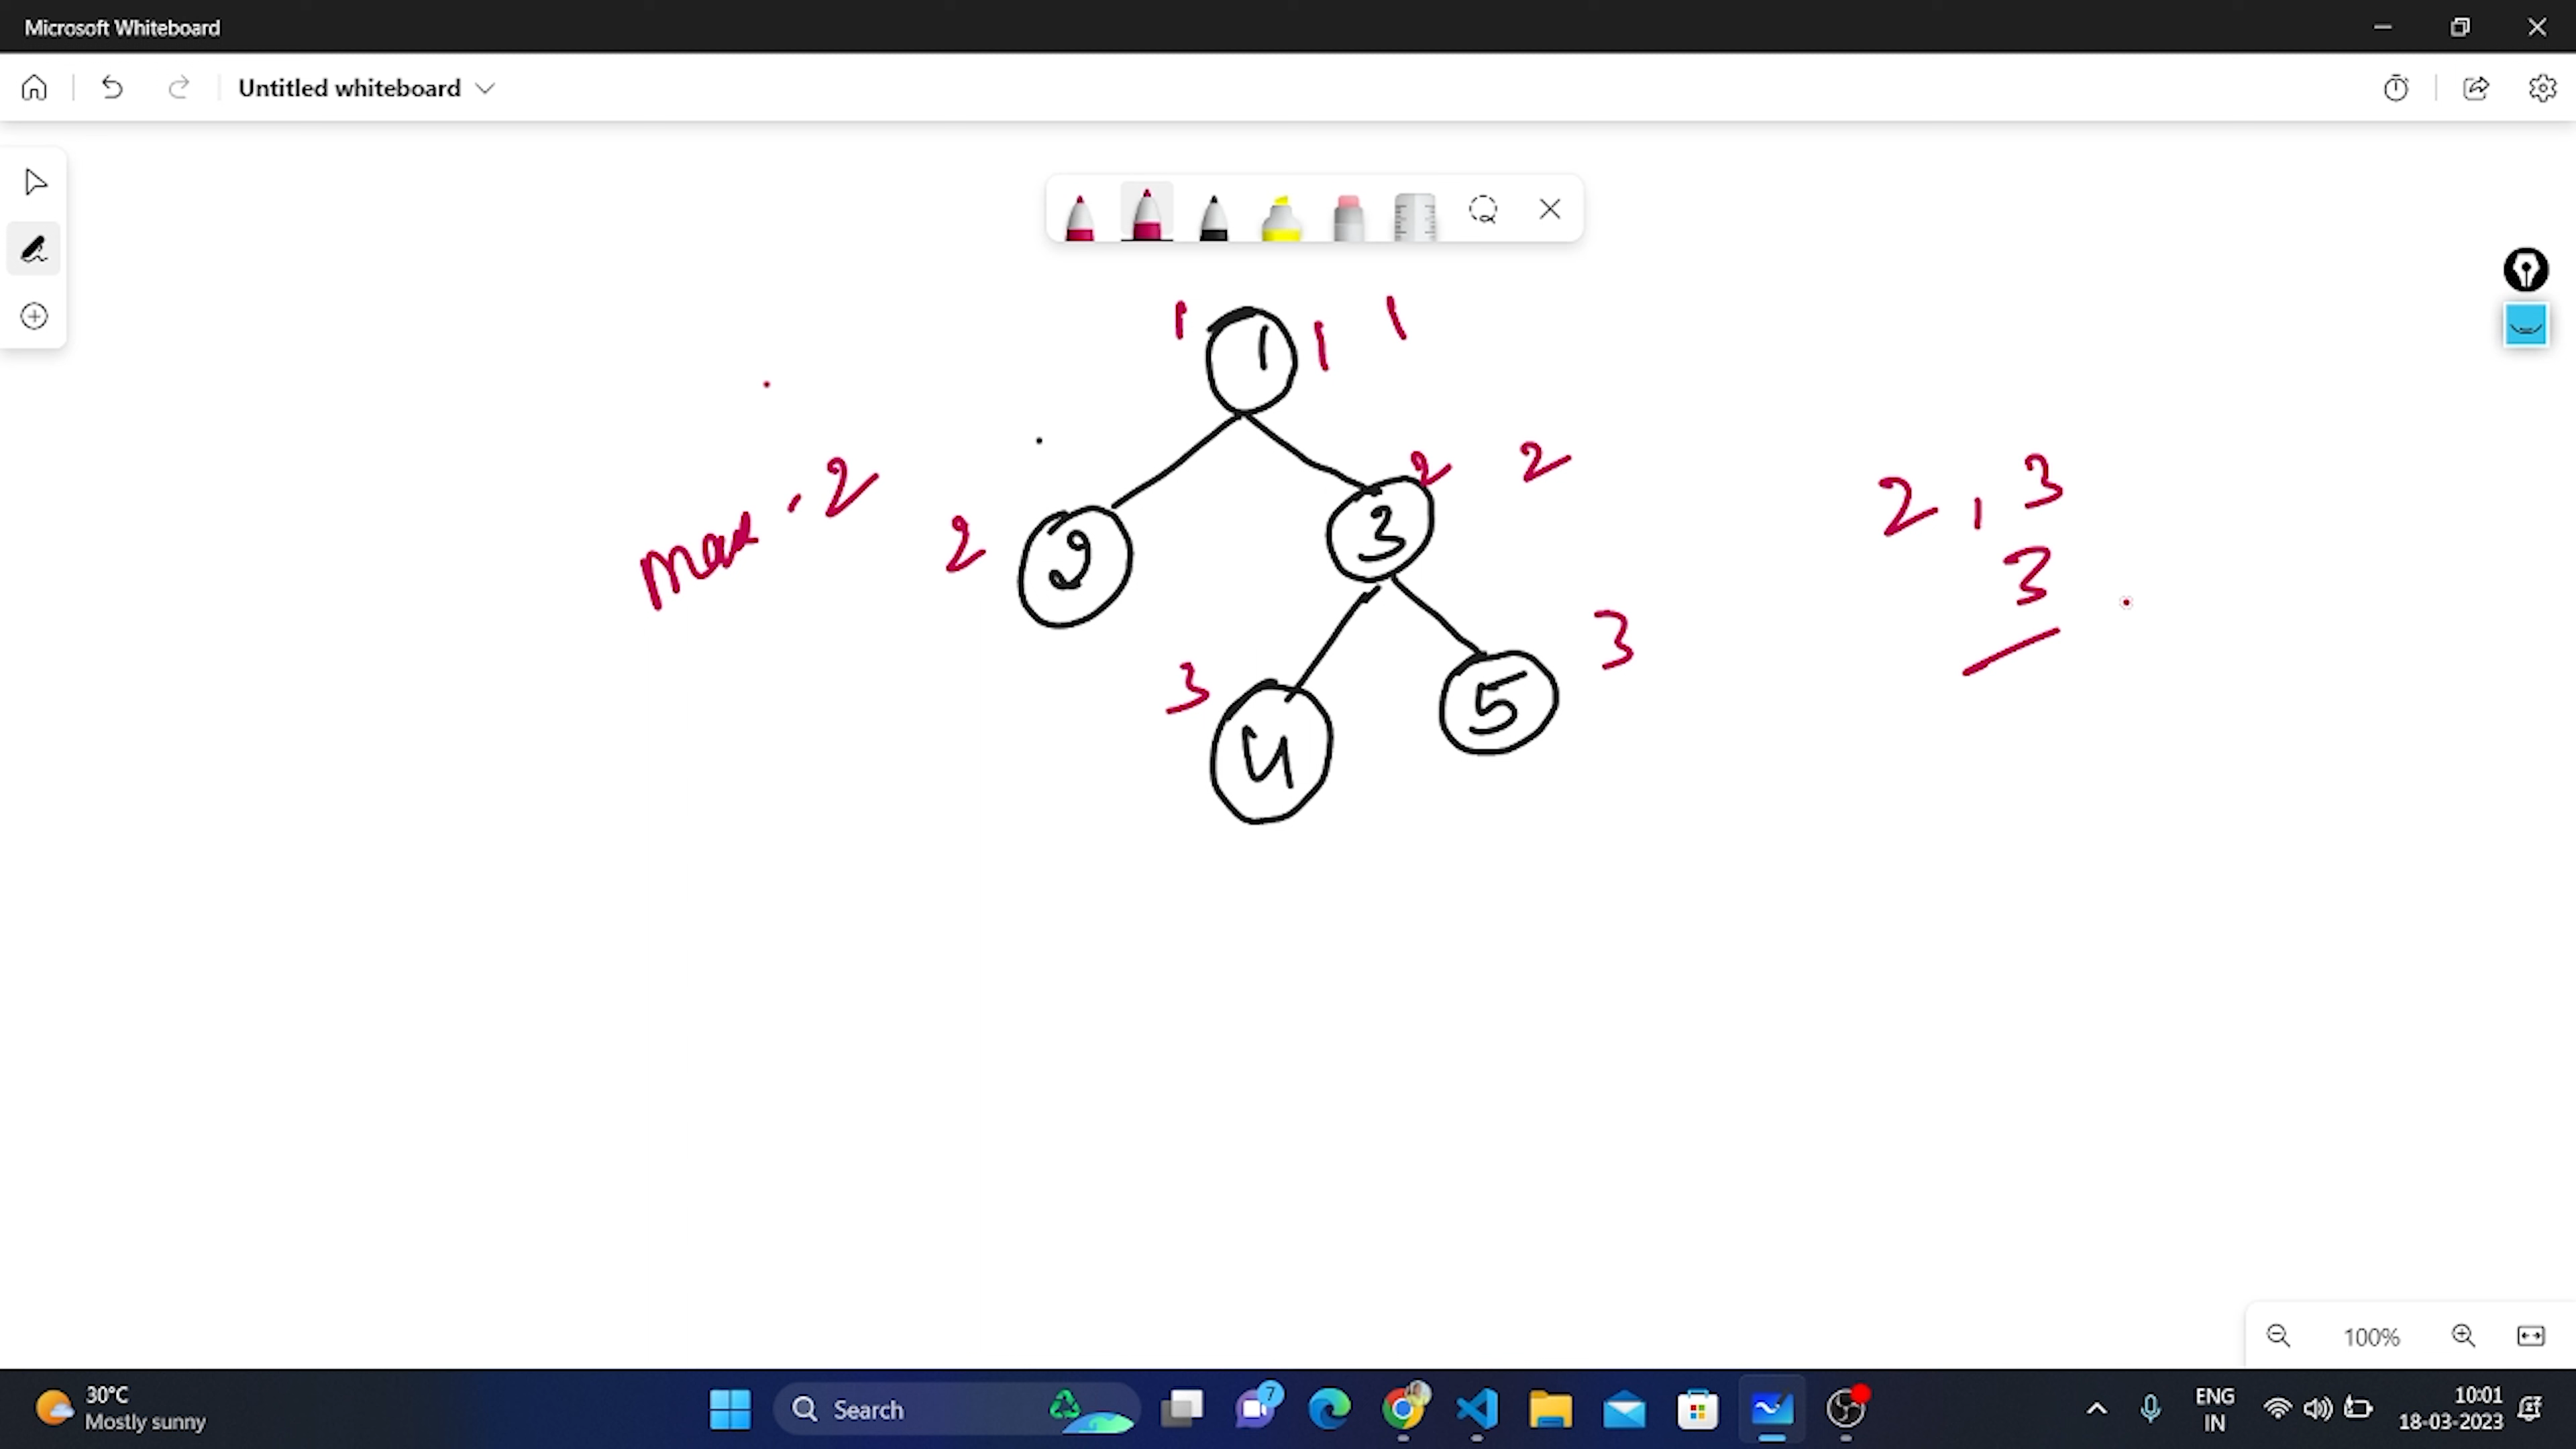 Microsoft Whiteboard
Untitled whiteboard
1 1 1 1
max - 2
2 2 3 2 2
2 , 3
3
3 4 5 3
100%
30°C
Mostly sunny
Search
7
ENG
IN
10:01
18-03-2023